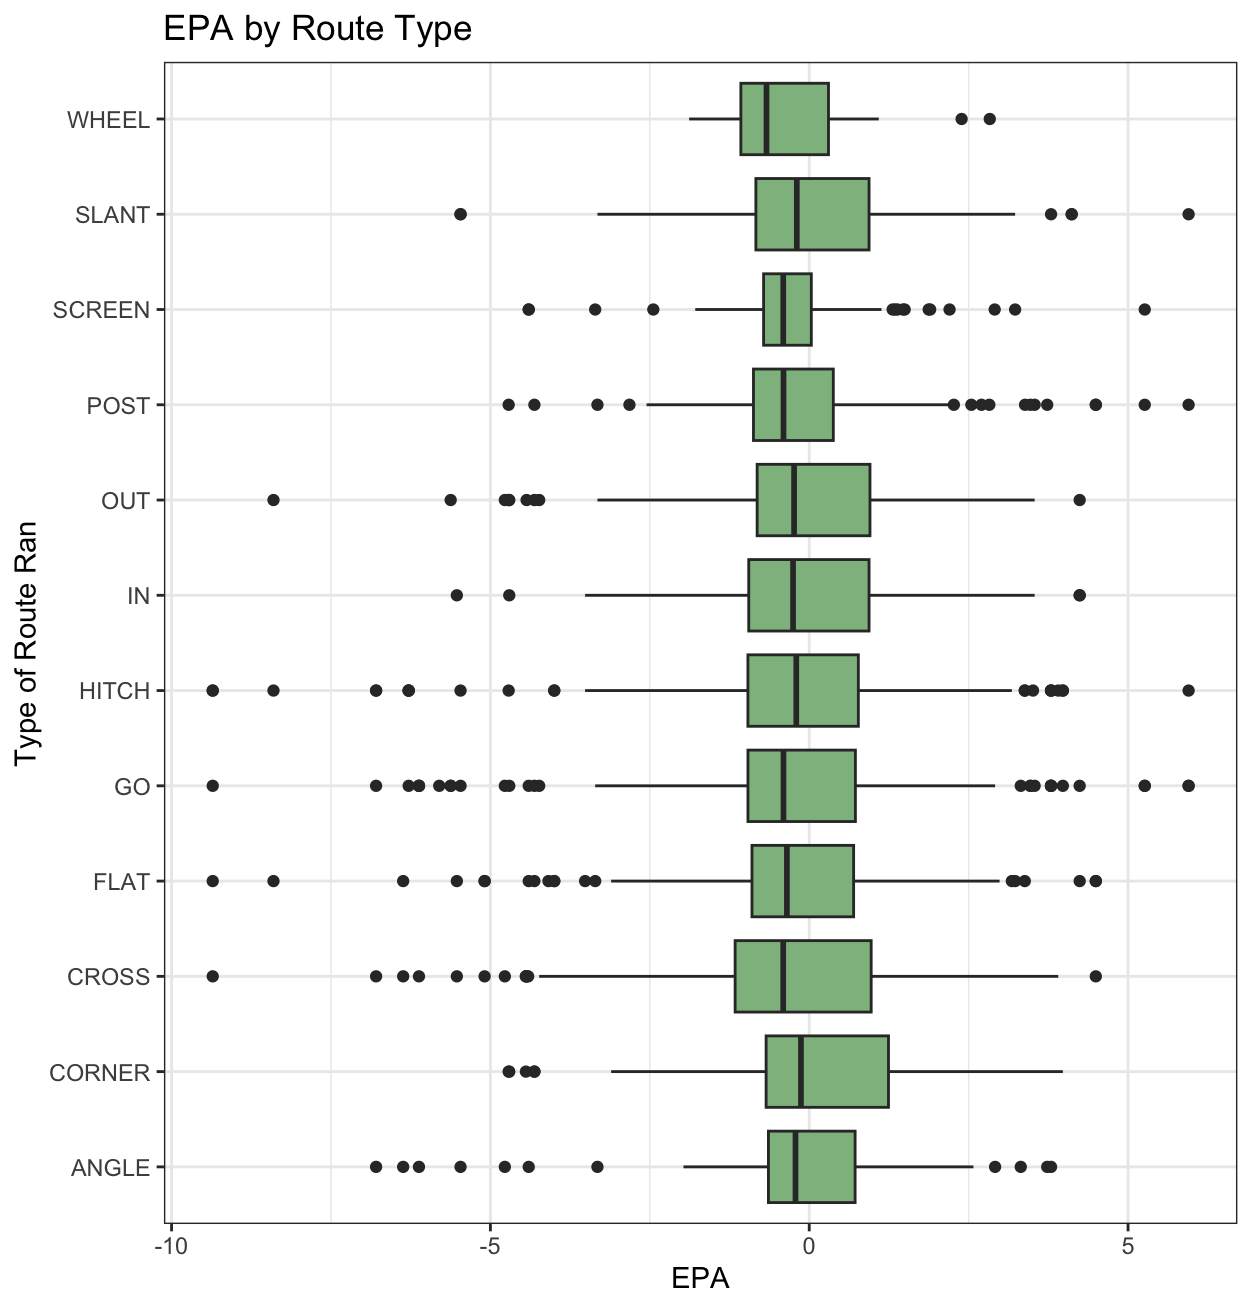 EPA by Route Type
WHEEL
SLANT
SCREEN
POST
OUT
IN
HITCH
GO
FLAT
CROSS
CORNER
ANGLE
Type of Route Ran
-10
-5
0
5
EPA